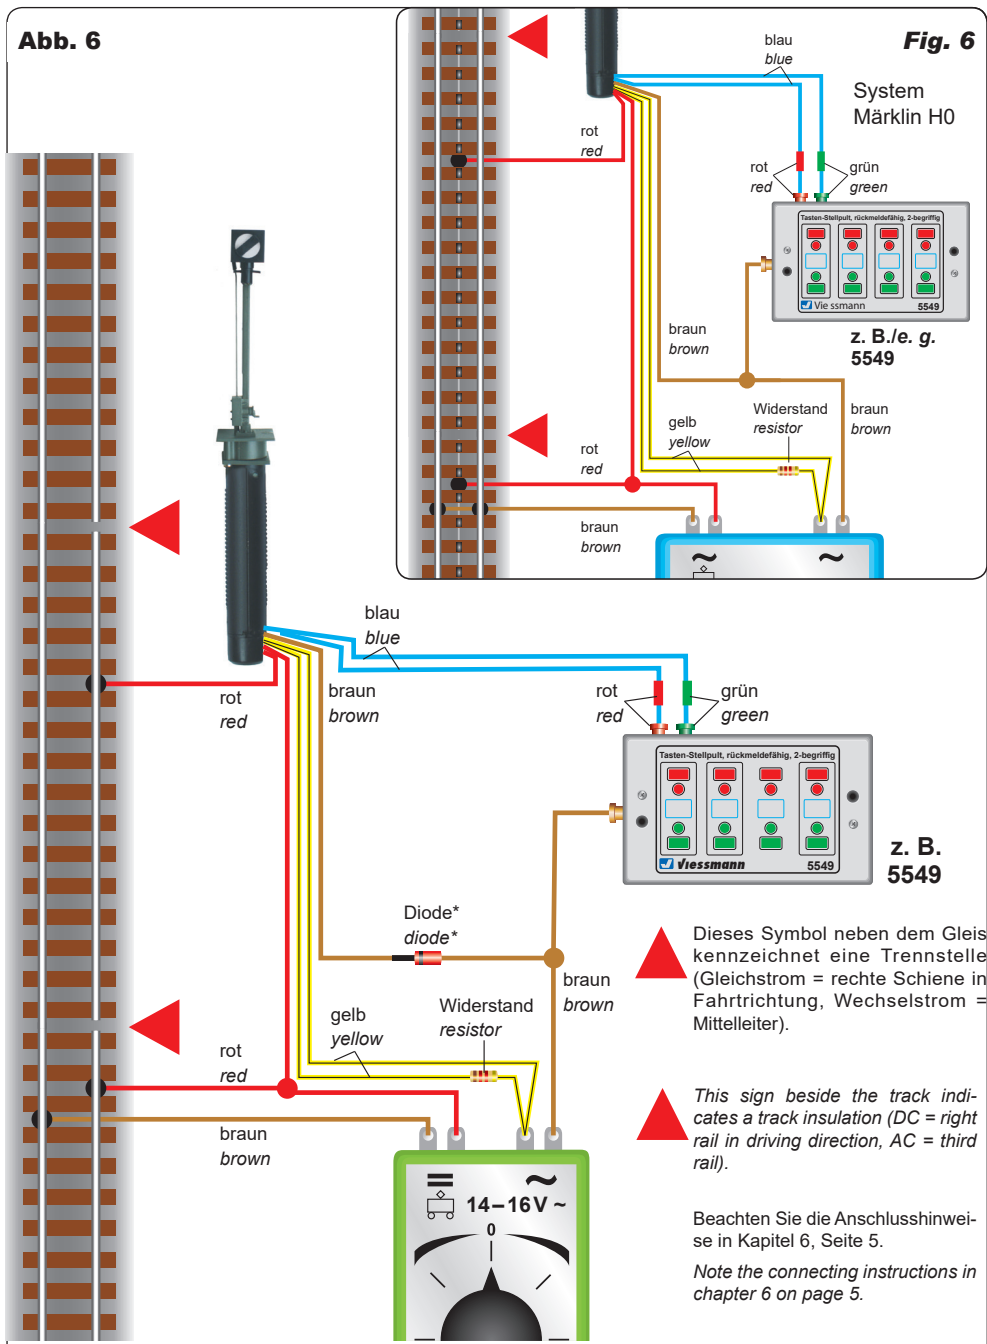 Abb. 6
Fig. 6
blau
blue
System
Märklin H0
rot
red
rot
red
grün
green
Tasten-Stellpult, rückmeldefähig, 2-begriffig
Vie ssmann
5549
z. B./e. g.
5549
braun
brown
gelb
yellow
Widerstand
resistor
braun
brown
rot
red
braun
brown
~
~
blau
blue
rot
red
braun
brown
rot
red
grün
green
Tasten-Stellpult, rückmeldefähig, 2-begriffig
Viessmann
5549
z. B.
5549
Diode*
diode*
braun
brown
gelb
yellow
Widerstand
resistor
rot
red
braun
brown
Dieses Symbol neben dem Gleis
kennzeichnet eine Trennstelle
(Gleichstrom = rechte Schiene in
Fahrtrichtung, Wechselstrom =
Mittelleiter).
This sign beside the track indi-
cates a track insulation (DC = right
rail in driving direction, AC = third
rail).
Beachten Sie die Anschlusshinwei-
se in Kapitel 6, Seite 5.
Note the connecting instructions in
chapter 6 on page 5.
= ~
14–16V ~
0